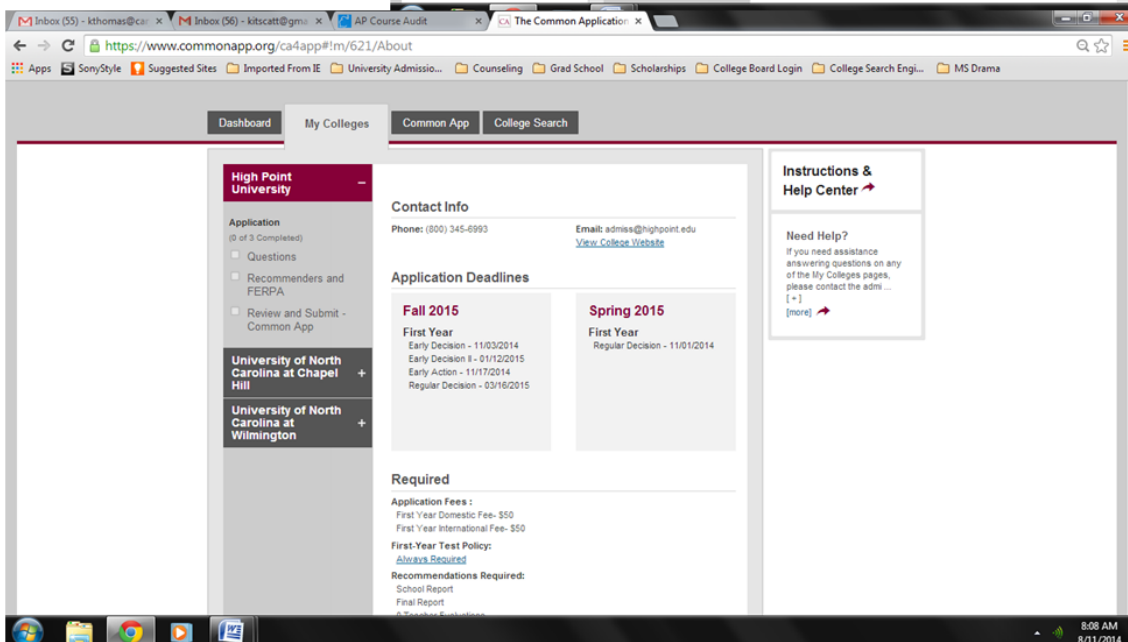 Inbox (55) - kthomas@car
Inbox (56) - kitscatt@gma
AP Course Audit
The Common Application
https://www.commonapp.org/ca4app#!m/621/About
Apps
SonyStyle
Suggested Sites
Imported From IE
University Admissio...
Counseling
Grad School
Scholarships
College Board Login
College Search Engi...
MS Drama
Dashboard
My Colleges
Common App
College Search
High Point
University
Application
(0 of 3 Completed)
Questions
Recommenders and
FERPA
Review and Submit -
Common App
University of North
Carolina at Chapel
Hill
University of North
Carolina at
Wilmington
Contact Info
Phone: (800) 345-6993
Email: admiss@highpoint.edu
View College Website
Application Deadlines
Fall 2015
First Year
Early Decision - 11/03/2014
Early Decision II - 01/12/2015
Early Action - 11/17/2014
Regular Decision - 03/16/2015
Spring 2015
First Year
Regular Decision - 11/01/2014
Required
Application Fees :
First Year Domestic Fee- $50
First Year International Fee- $50
First-Year Test Policy:
Always Required
Recommendations Required:
School Report
Final Report
Teacher Evaluations
Instructions &
Help Center
Need Help?
If you need assistance
answering questions on any
of the My Colleges pages,
please contact the admi ...
[ + ]
[more]
8:08 AM
8/11/2014